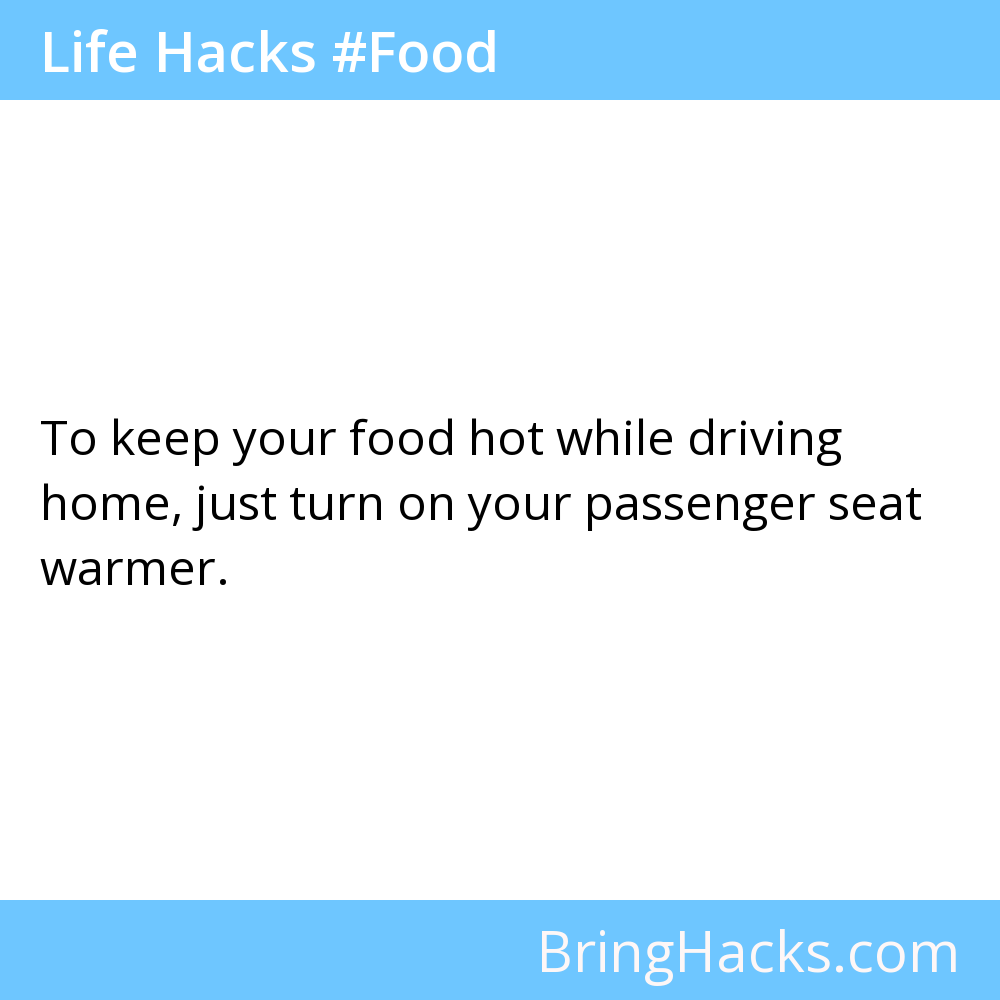 Life Hacks #Food
To keep your food hot while driving
home, just turn on your passenger seat
warmer.
BringHacks.com